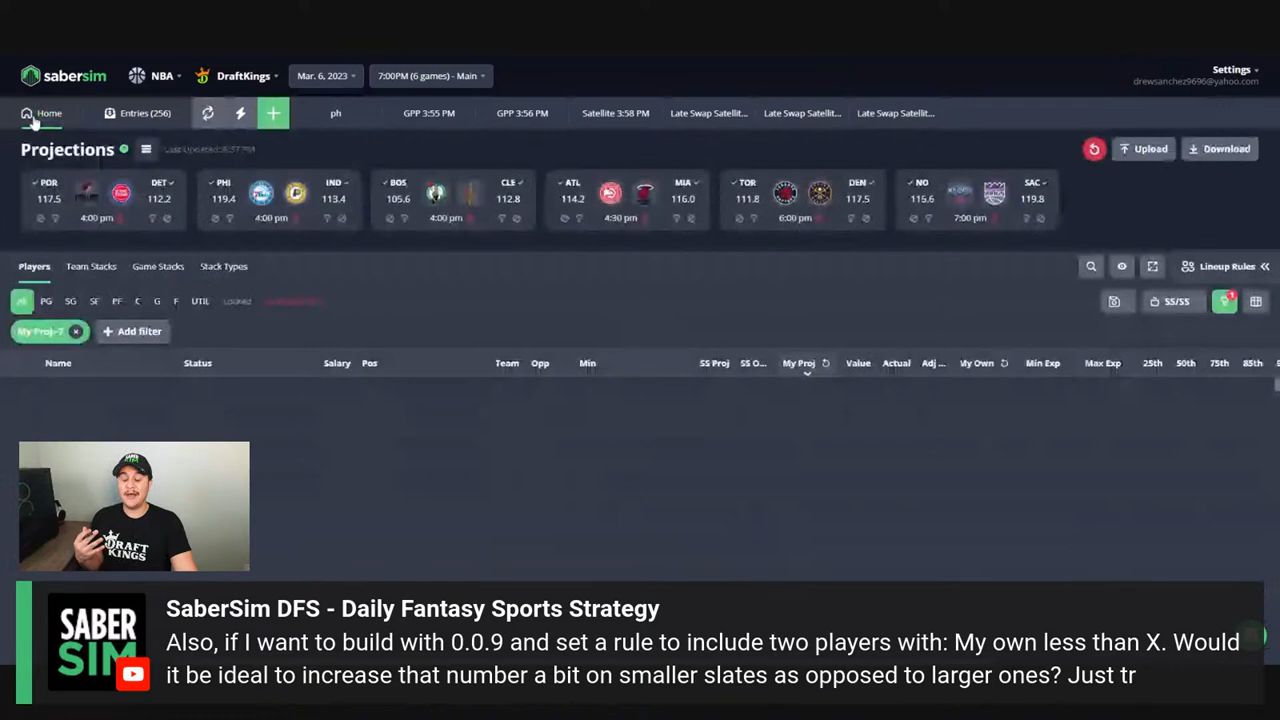 sabersim NBA DraftKings Mar. 6, 2023 7:00PM (6 games) - Main Settings
drewsanchez9696@yahoo.com
Home Entries (256) + ph GPP 3:55 PM GPP 3:56 PM Satellite 3:58 PM Late Swap Satellit... Late Swap Satellit... Late Swap Satellit...
Projections Last Updated Upload Download
POR DET PHI IND BOS CLE ATL MIA TOR DEN NO SAC
117.5 112.2 119.4 113.4 105.6 112.8 114.2 116.0 111.8 117.5 115.6 119.8
4:00 pm 4:00 pm 4:00 pm 4:30 pm 6:00 pm 7:00 pm
Players Team Stacks Game Stacks Stack Types Lineup Rules
All PG SG SF PF C G F UTIL SS/SS 1
My Proj-7 × + Add filter
Name Status Salary Pos Team Opp Min SS Proj SS O... My Proj Value Actual Adj ... My Own Min Exp Max Exp 25th 50th 75th 85th
SABER SIM
DRAFT KINGS
SABER SIM
SaberSim DFS - Daily Fantasy Sports Strategy
Also, if I want to build with 0.0.9 and set a rule to include two players with: My own less than X. Would
it be ideal to increase that number a bit on smaller slates as opposed to larger ones? Just tr